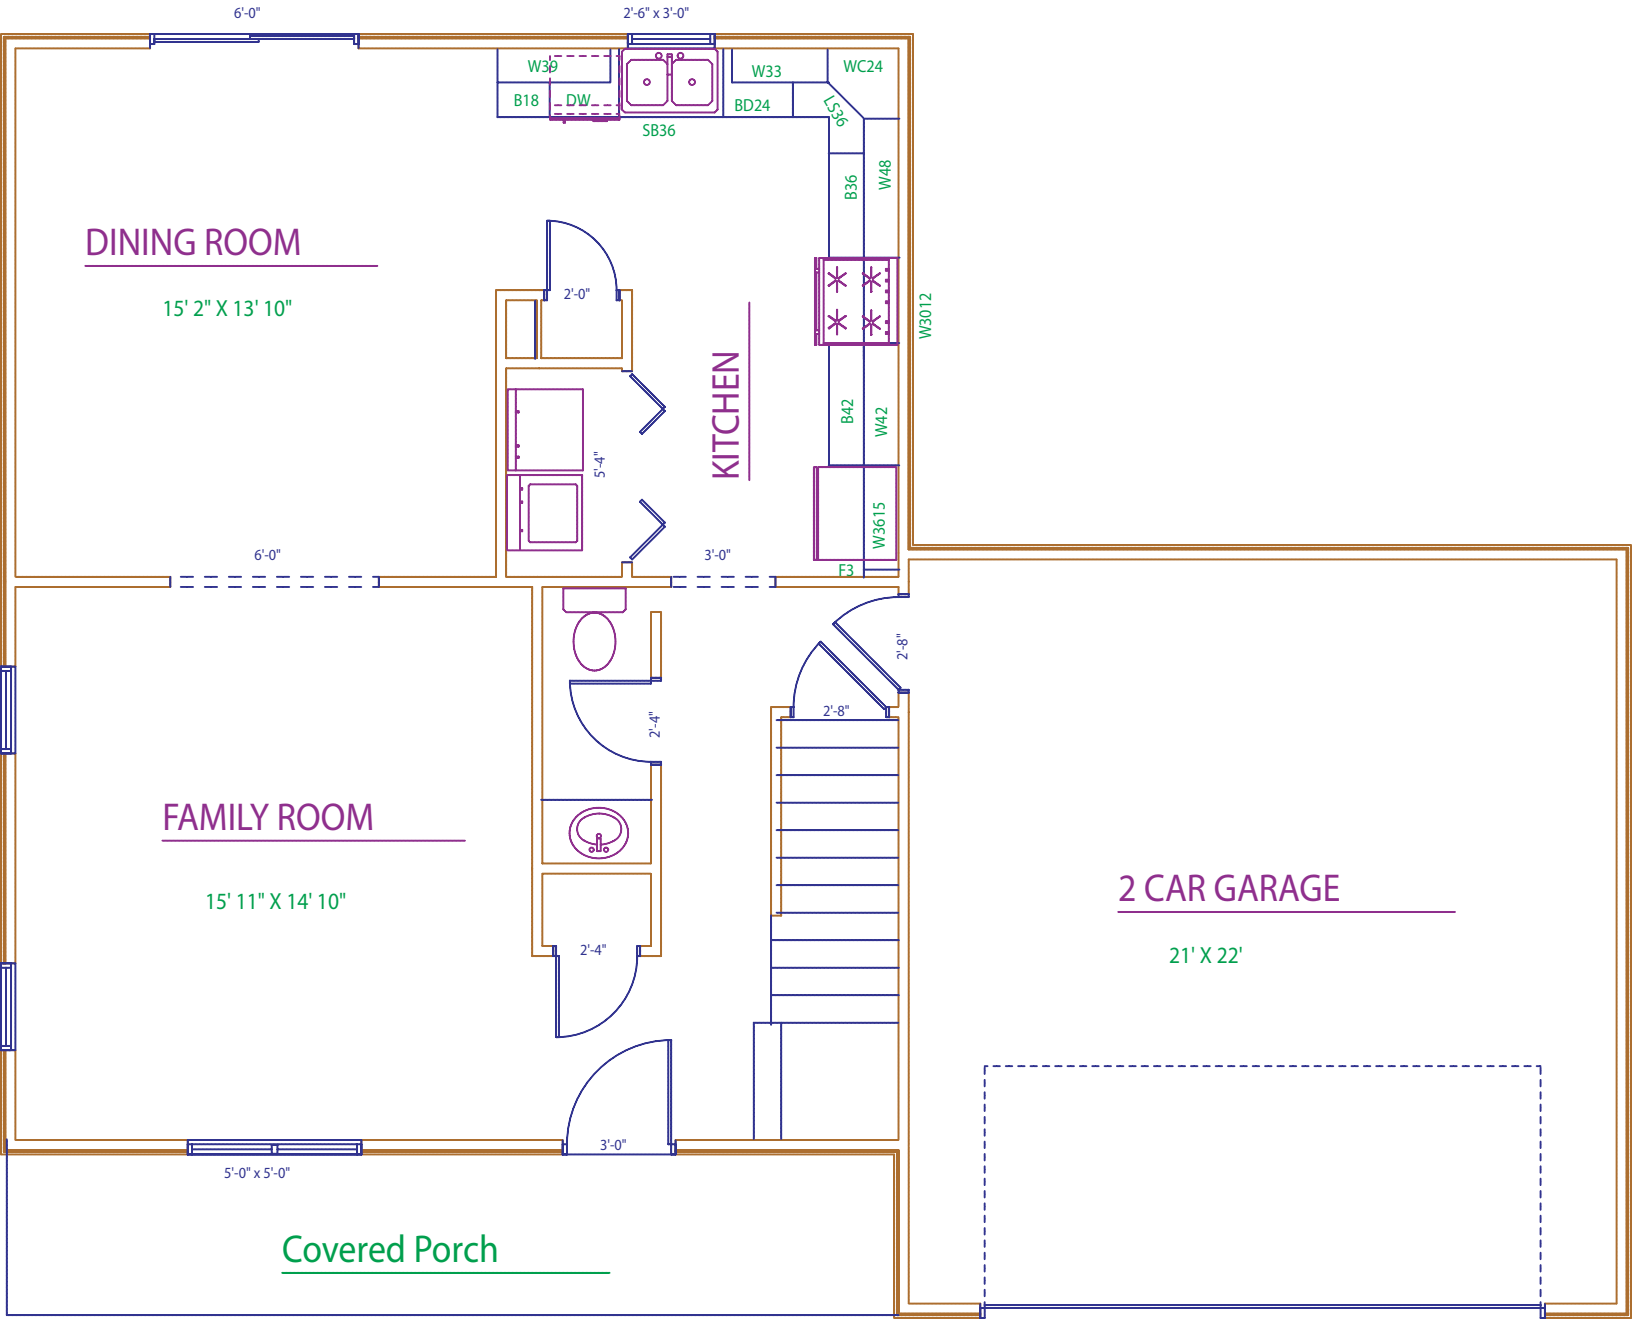 6'-0"
2'-6" x 3'-0"
W39
W33
WC24
B18
DW
BD24
LS36
SB36
W48
B36
DINING ROOM
15' 2" X 13' 10"
2'-0"
W3012
KITCHEN
B42
W42
5'-4"
W3615
6'-0"
3'-0"
F3
2'-8"
2'-8"
2'-4"
FAMILY ROOM
15' 11" X 14' 10"
2 CAR GARAGE
21' X 22'
2'-4"
3'-0"
5'-0" x 5'-0"
Covered Porch